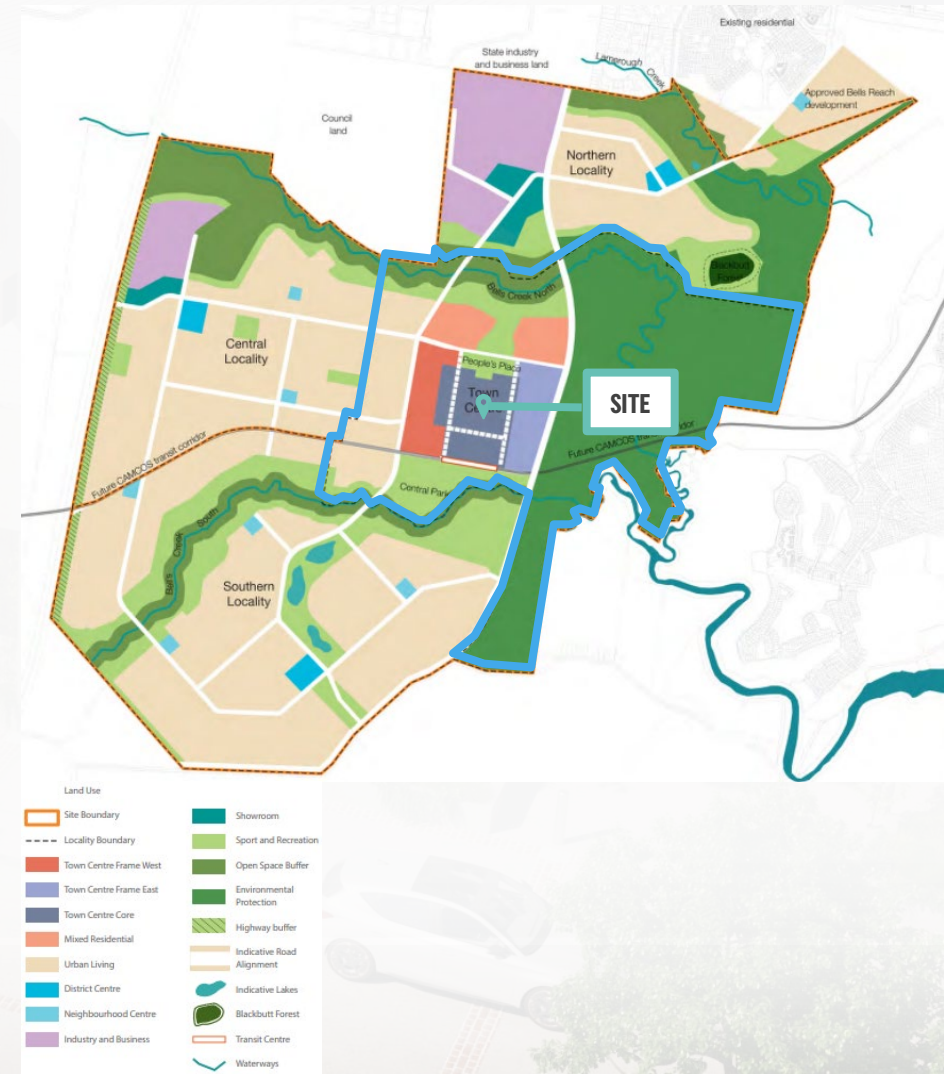 Existing residential
State industry
and business land
Lamerough Creek
Approved Bells Reach
development
Council
land
Northern
Locality
Blackbutt
Forest
Bells Creek North
Central
Locality
People's Place
Town
Centre
SITE
Future CAMCOS transit corridor
Future CAMCOS transit corridor
Central Park
Bells Creek South
Southern
Locality
Land Use
Site Boundary
Locality Boundary
Town Centre Frame West
Town Centre Frame East
Town Centre Core
Mixed Residential
Urban Living
District Centre
Neighbourhood Centre
Industry and Business
Showroom
Sport and Recreation
Open Space Buffer
Environmental
Protection
Highway buffer
Indicative Road
Alignment
Indicative Lakes
Blackbutt Forest
Transit Centre
Waterways